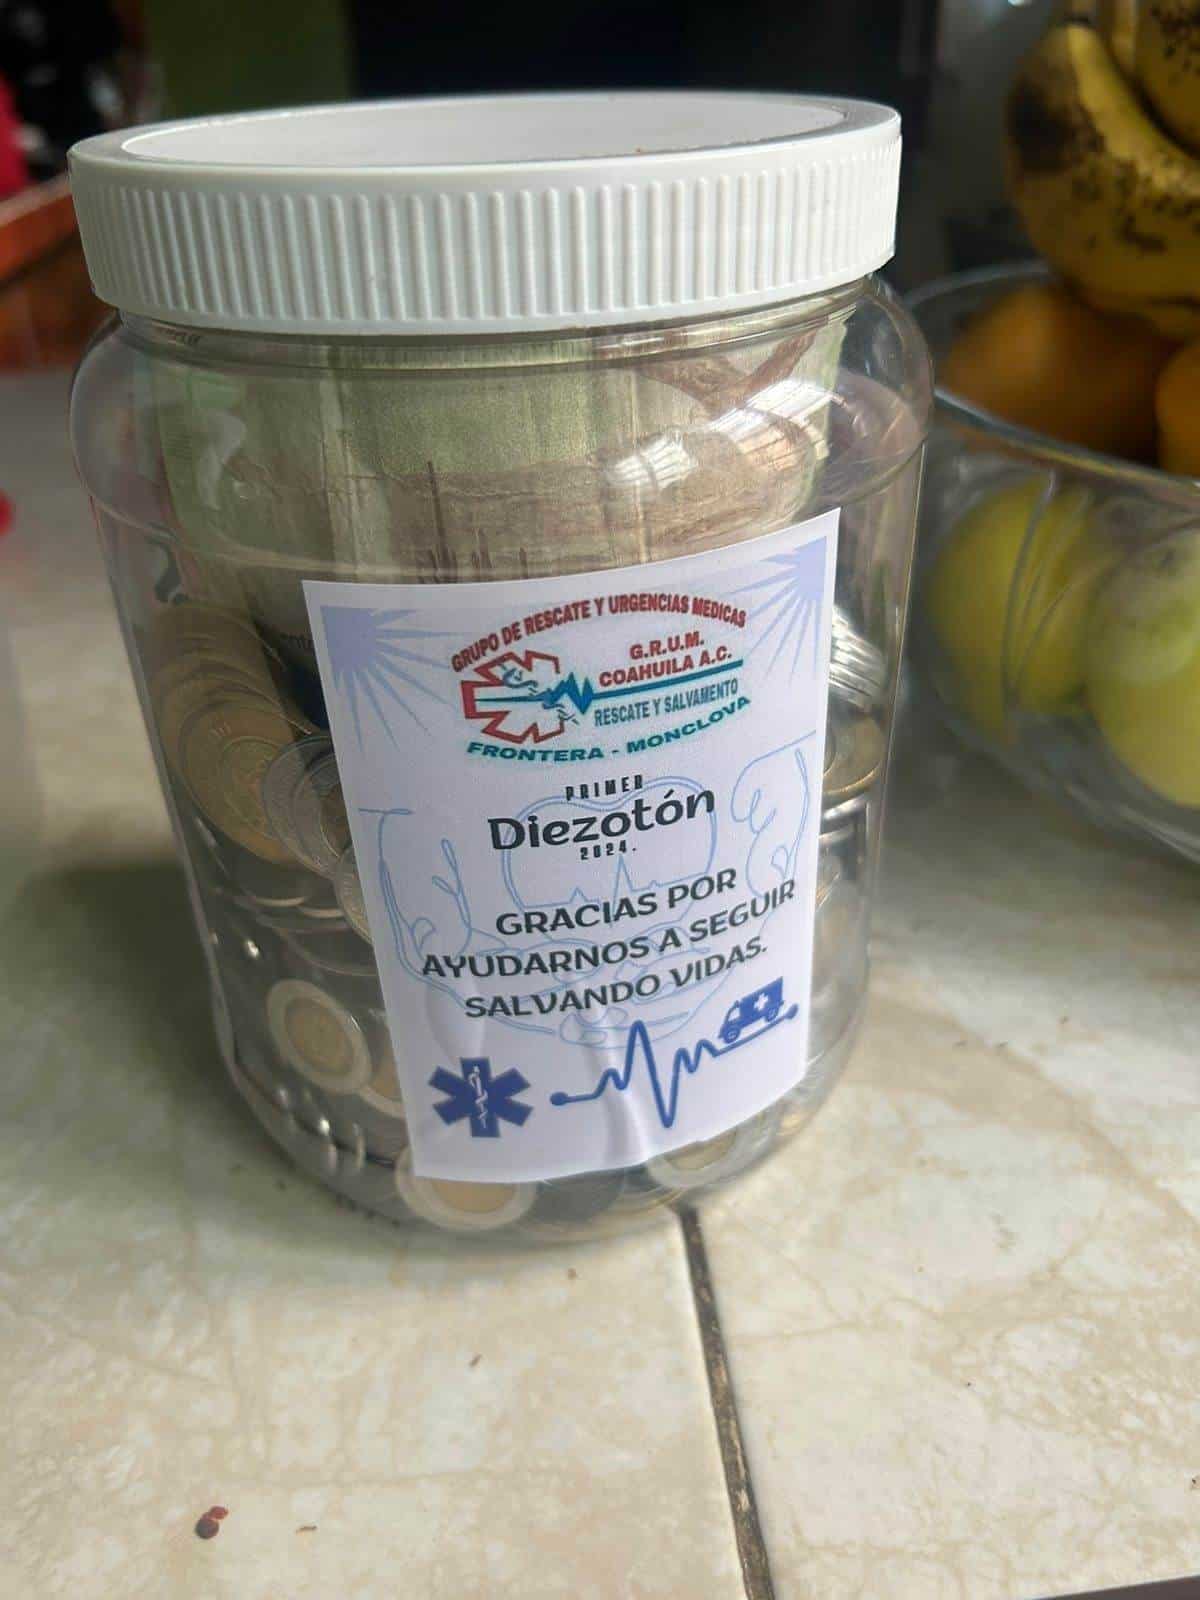 GRUPO DE RESCATE Y URGENCIAS MEDICAS
G.R.U.M.
COAHUILA A.C.
RESCATE Y SALVAMENTO
FRONTERA - MONCLOVA
PRIMER
Diezotón
2024.
GRACIAS POR
AYUDARNOS A SEGUIR
SALVANDO VIDAS.